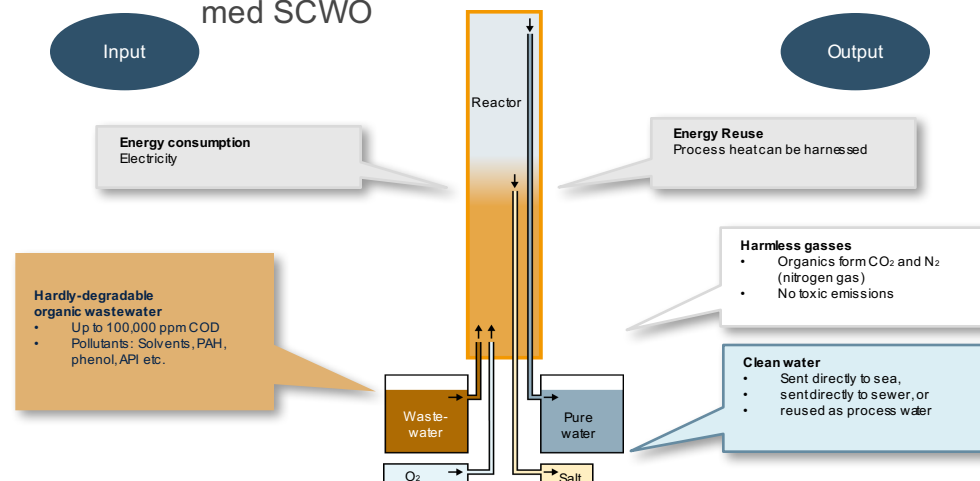 med SCWO
Input
Output
Reactor
Energy consumption
Electricity
Energy Reuse
Process heat can be harnessed
Harmless gasses
• Organics form CO₂ and N₂
(nitrogen gas)
• No toxic emissions
Hardly-degradable
organic wastewater
• Up to 100,000 ppm COD
• Pollutants: Solvents, PAH,
phenol, API etc.
Clean water
• Sent directly to sea,
• sent directly to sewer, or
• reused as process water
Waste-
water
Pure
water
O₂
Salt